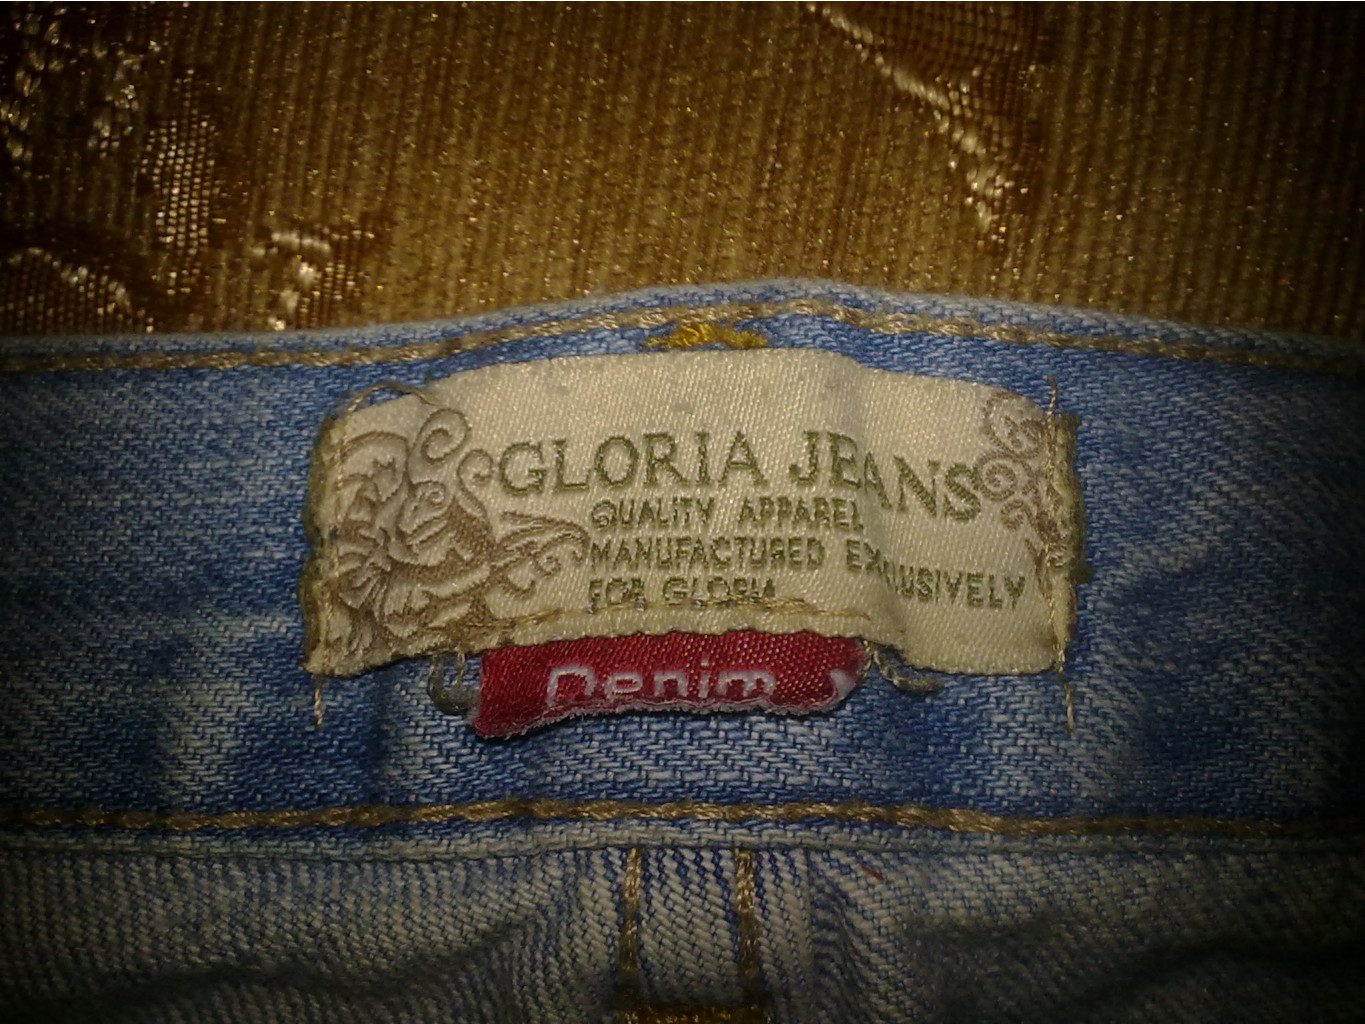 GLORIA JEANS
QUALITY APPAREL
MANUFACTURED EXCLUSIVELY
FOR GLORIA
Denim